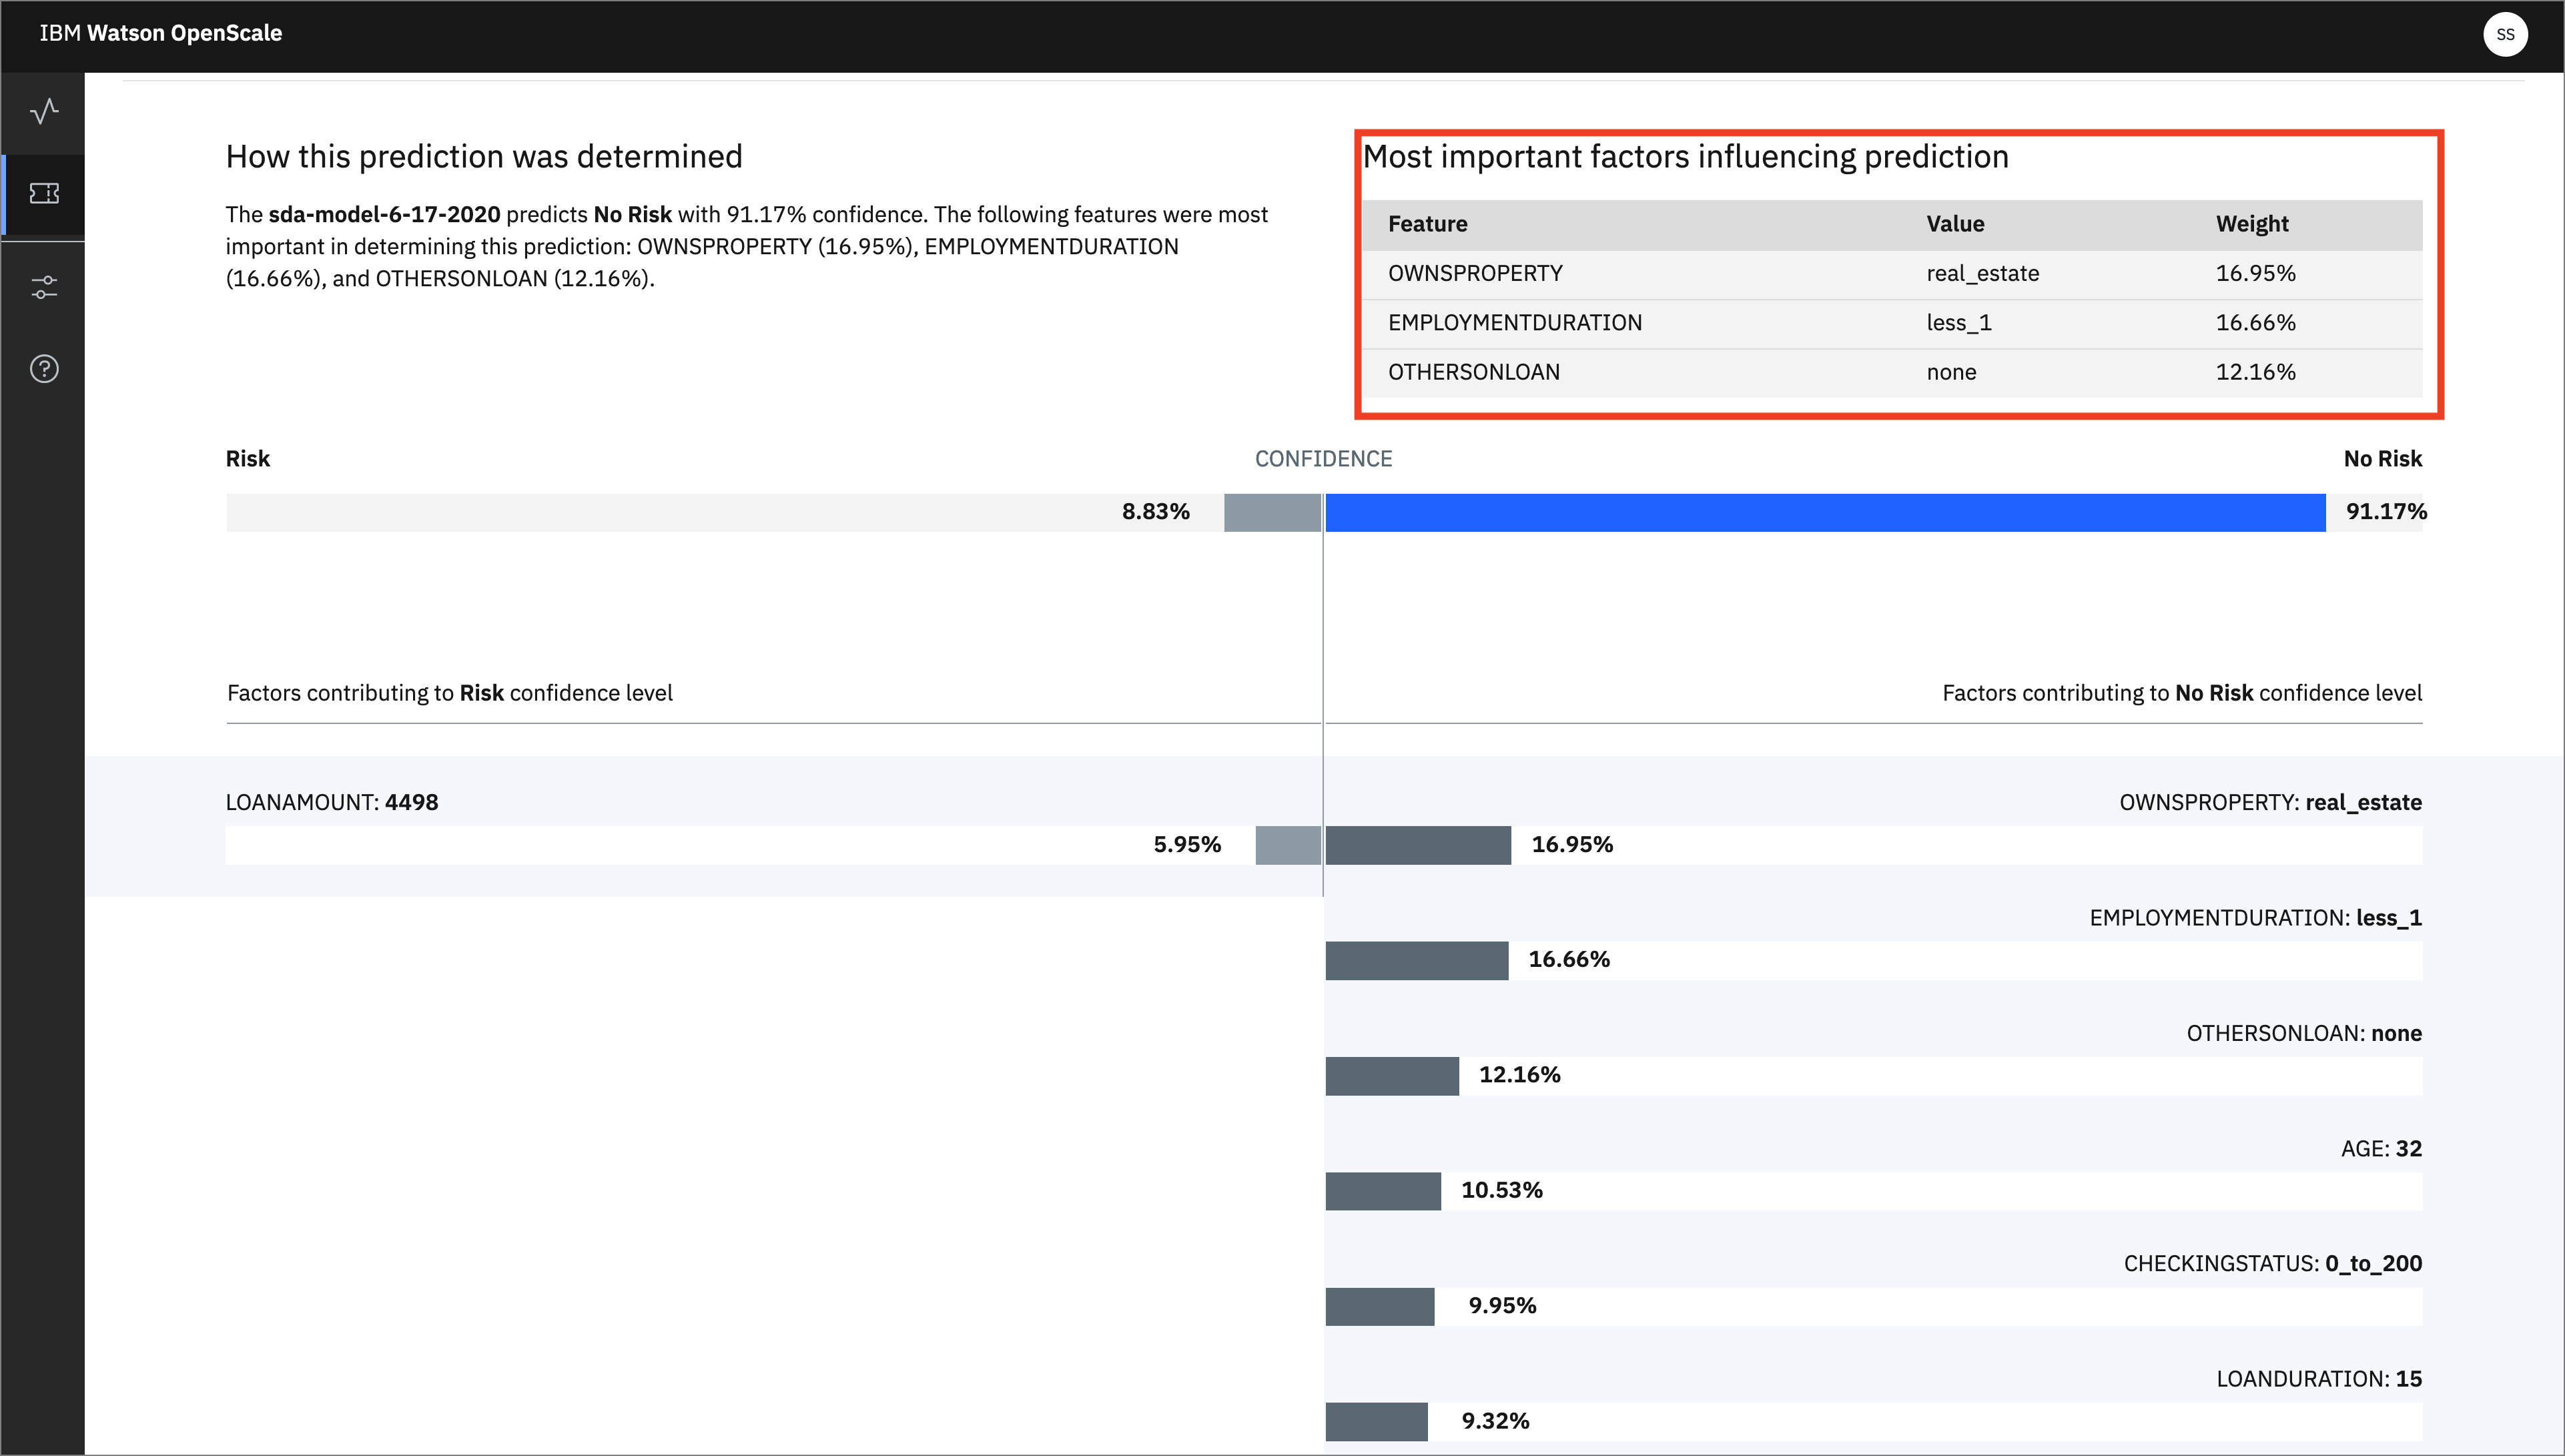 IBM Watson OpenScale
SS
How this prediction was determined
The sda-model-6-17-2020 predicts No Risk with 91.17% confidence. The following features were most
important in determining this prediction: OWNSPROPERTY (16.95%), EMPLOYMENTDURATION
(16.66%), and OTHERSONLOAN (12.16%).
Most important factors influencing prediction
Feature Value Weight
OWNSPROPERTY real_estate 16.95%
EMPLOYMENTDURATION less_1 16.66%
OTHERSONLOAN none 12.16%
Risk CONFIDENCE No Risk
8.83% 91.17%
Factors contributing to Risk confidence level
Factors contributing to No Risk confidence level
LOANAMOUNT: 4498
5.95%
OWNSPROPERTY: real_estate
16.95%
EMPLOYMENTDURATION: less_1
16.66%
OTHERSONLOAN: none
12.16%
AGE: 32
10.53%
CHECKINGSTATUS: 0_to_200
9.95%
LOANDURATION: 15
9.32%